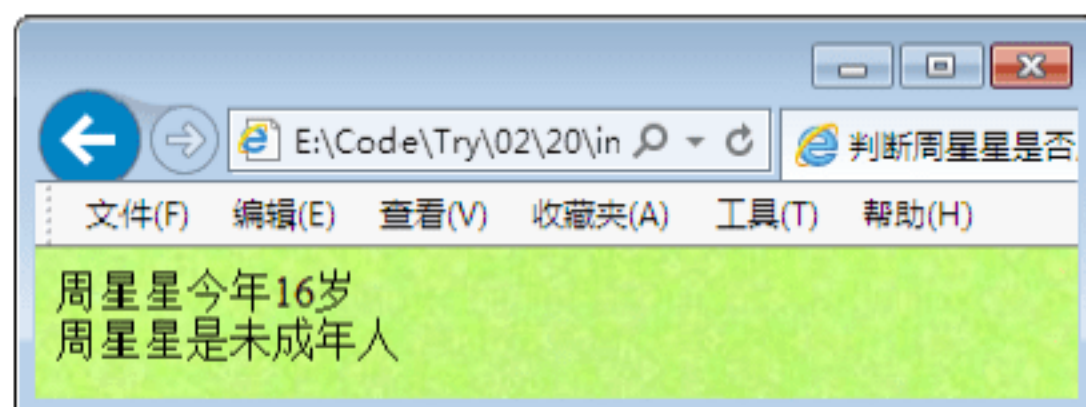 E:\Code\Try\02\20\in
判断周星星是否
文件(F) 编辑(E) 查看(V) 收藏夹(A) 工具(T) 帮助(H)
周星星今年16岁
周星星是未成年人